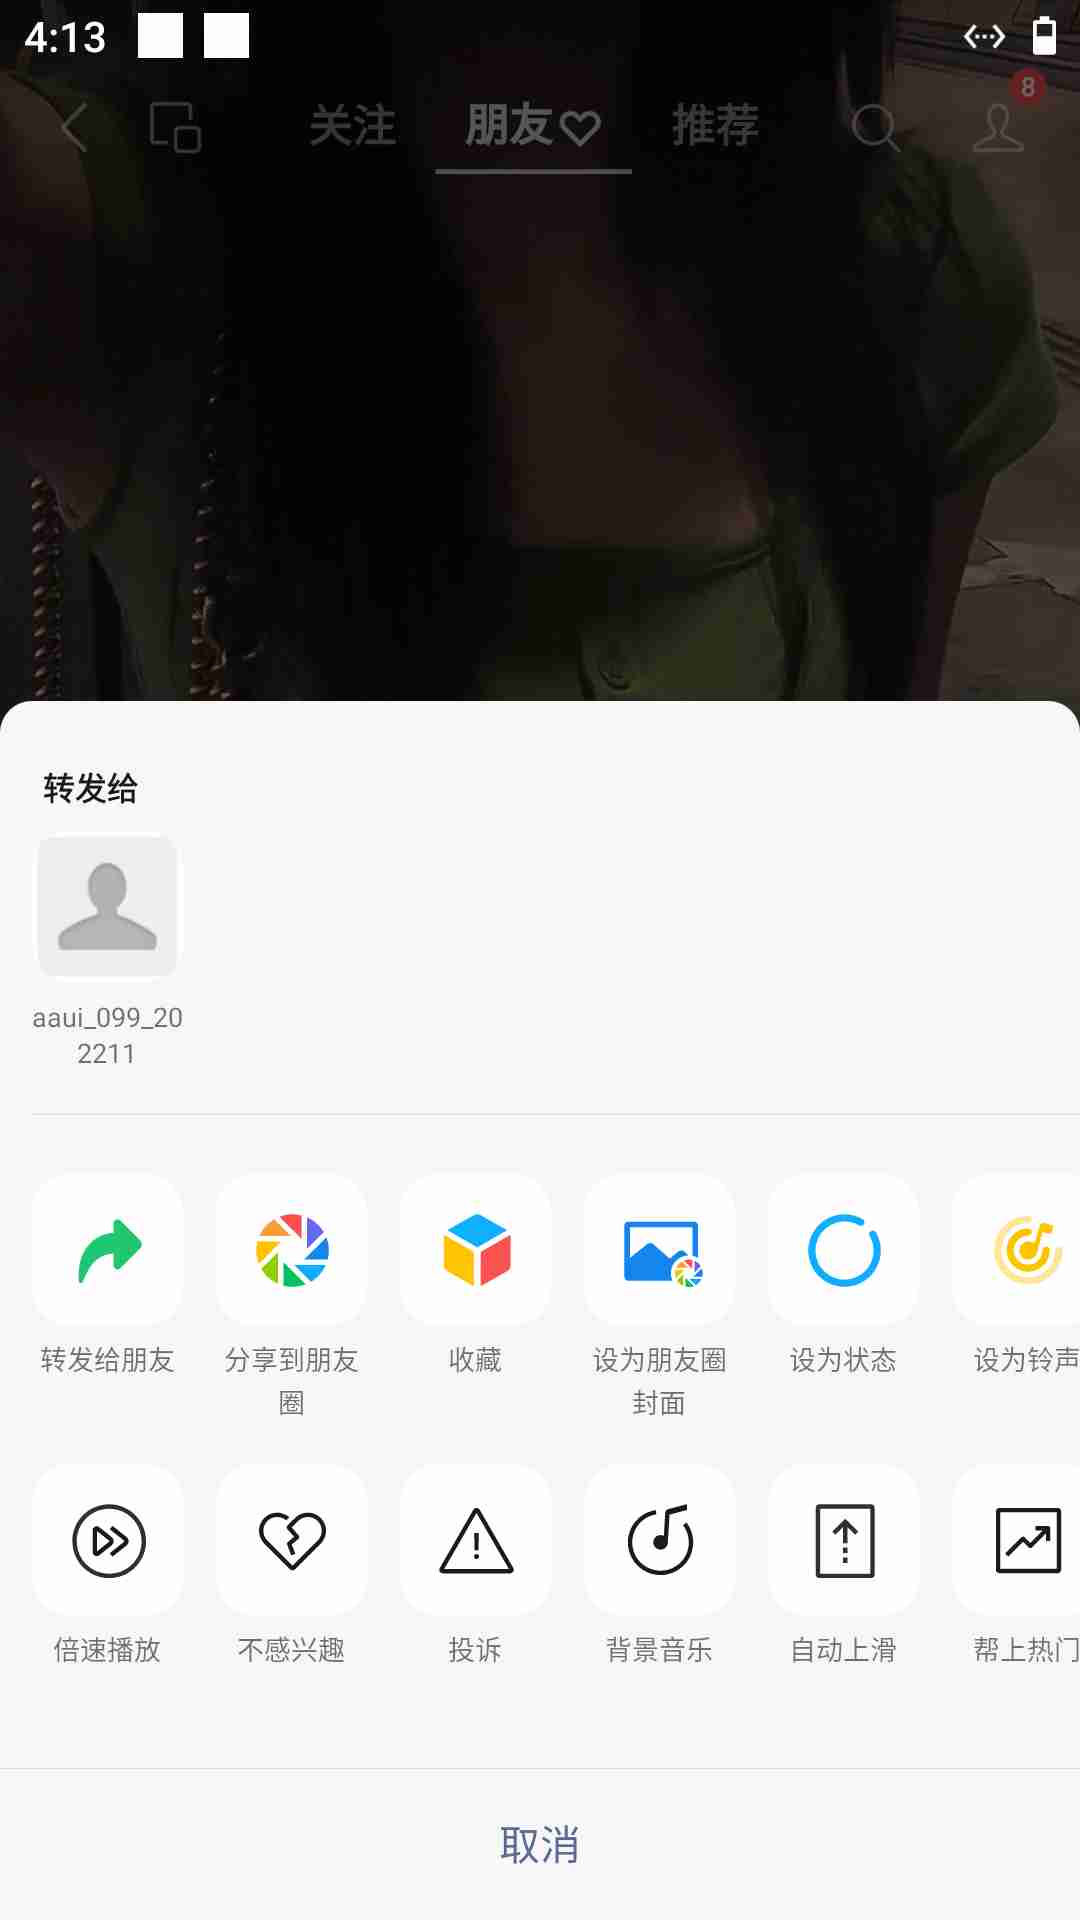 4:13
关注
朋友♡
推荐
8
转发给
aaui_099_20
2211
转发给朋友
分享到朋友
圈
收藏
设为朋友圈
封面
设为状态
设为铃声
倍速播放
不感兴趣
投诉
背景音乐
自动上滑
帮上热门
取消